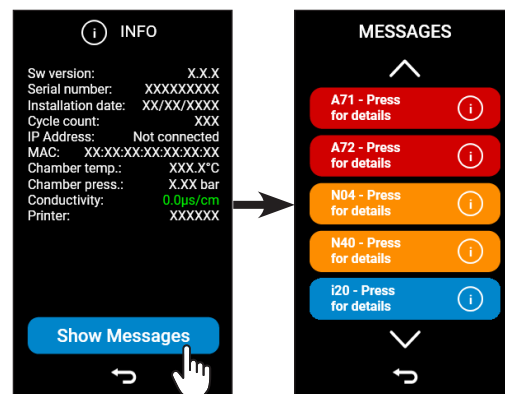 INFO
Sw version: X.X.X
Serial number: XXXXXXXXX
Installation date: XX/XX/XXXX
Cycle count: XXX
IP Address: Not connected
MAC: XX:XX:XX:XX:XX:XX:XX
Chamber temp.: XXX.X°C
Chamber press.: X.XX bar
Conductivity: 0.0µs/cm
Printer: XXXXXX
Show Messages
MESSAGES
A71 - Press
for details
A72 - Press
for details
N04 - Press
for details
N40 - Press
for details
i20 - Press
for details